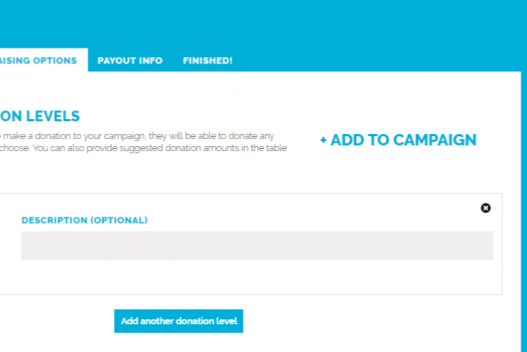 AISING OPTIONS PAYOUT INFO FINISHED!
ON LEVELS
make a donation to your campaign, they will be able to donate any
choose. You can also provide suggested donation amounts in the table
+ ADD TO CAMPAIGN
DESCRIPTION (OPTIONAL)
Add another donation level